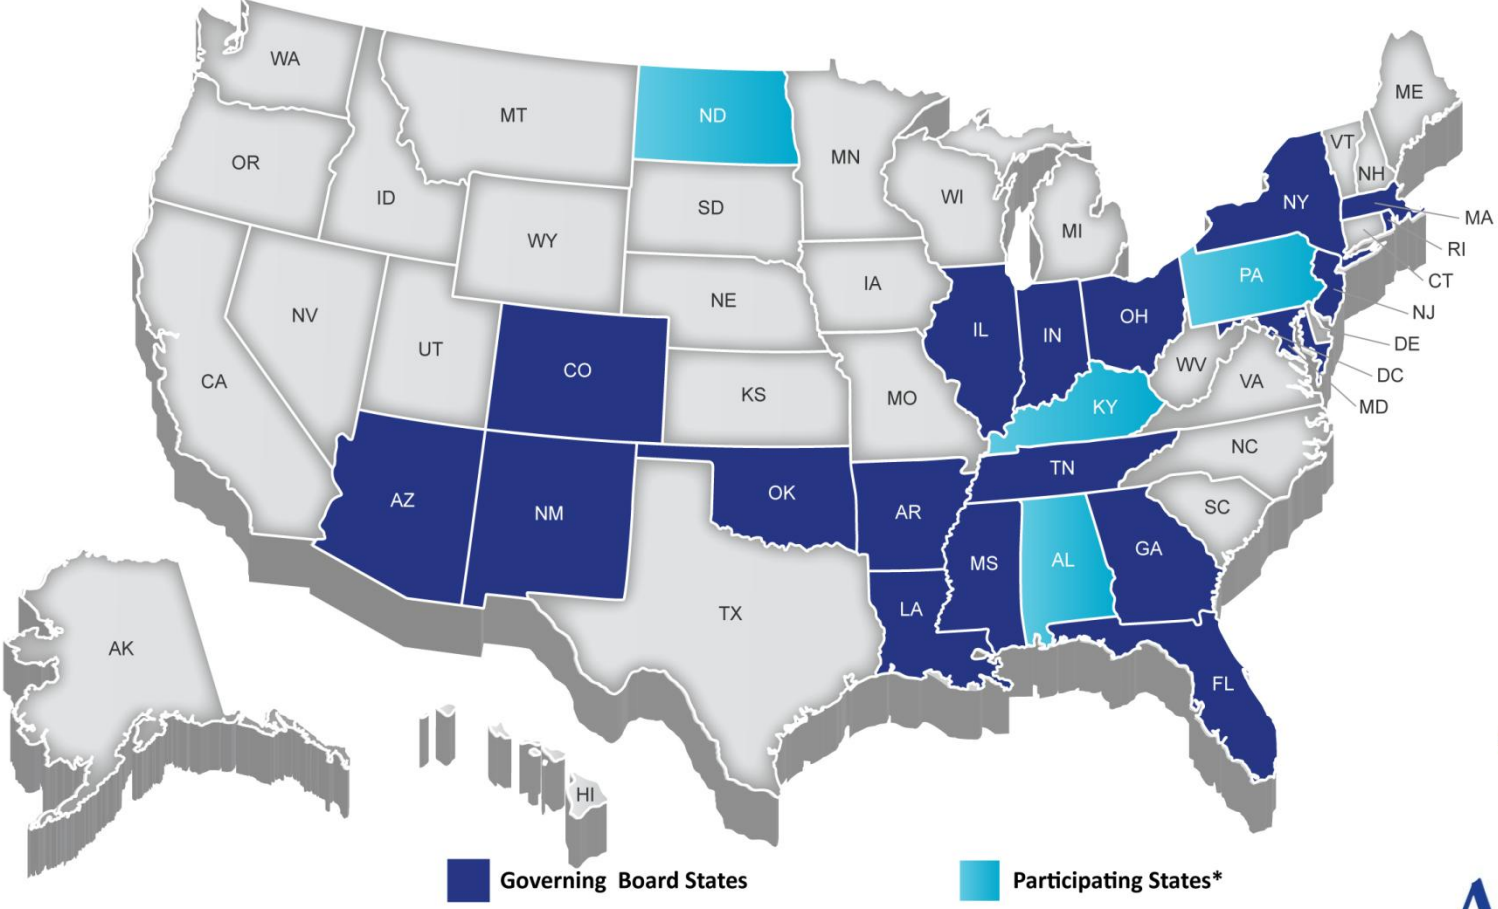 WA
ME
MT
ND
VT
MN
OR
NH
ID
WI
NY
SD
MA
MI
WY
RI
PA
CT
IA
NE
NJ
NV
OH
IL
IN
DE
UT
WV
CO
DC
CA
VA
KS
MO
KY
MD
NC
TN
AZ
OK
SC
NM
AR
GA
MS
AL
LA
TX
AK
FL
HI
Governing Board States
Participating States*